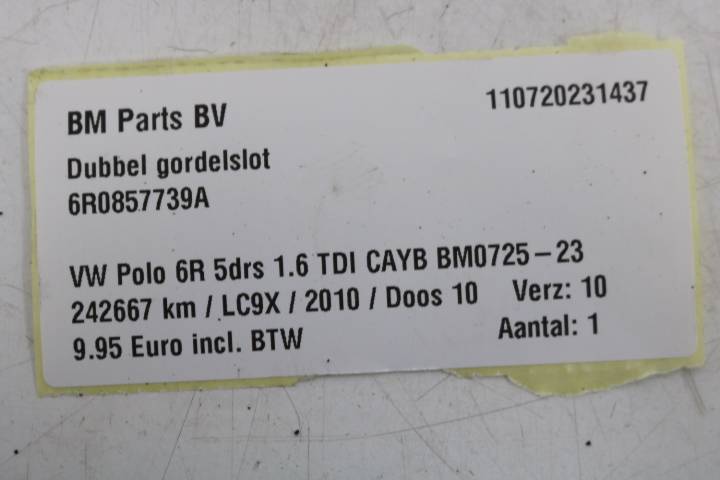 BM Parts BV 110720231437
Dubbel gordelslot
6R0857739A
VW Polo 6R 5drs 1.6 TDI CAYB BM0725-23
242667 km / LC9X / 2010 / Doos 10 Verz: 10
9.95 Euro incl. BTW Aantal: 1